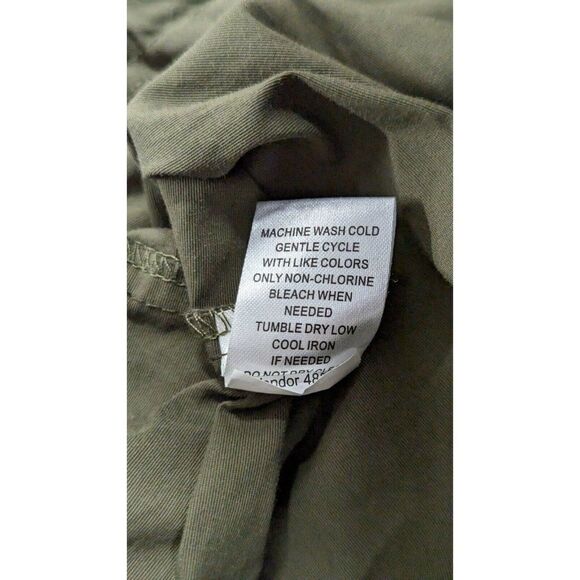 MACHINE WASH COLD
GENTLE CYCLE
WITH LIKE COLORS
ONLY NON-CHLORINE
BLEACH WHEN
NEEDED
TUMBLE DRY LOW
COOL IRON
IF NEEDED
DO NOT DRY